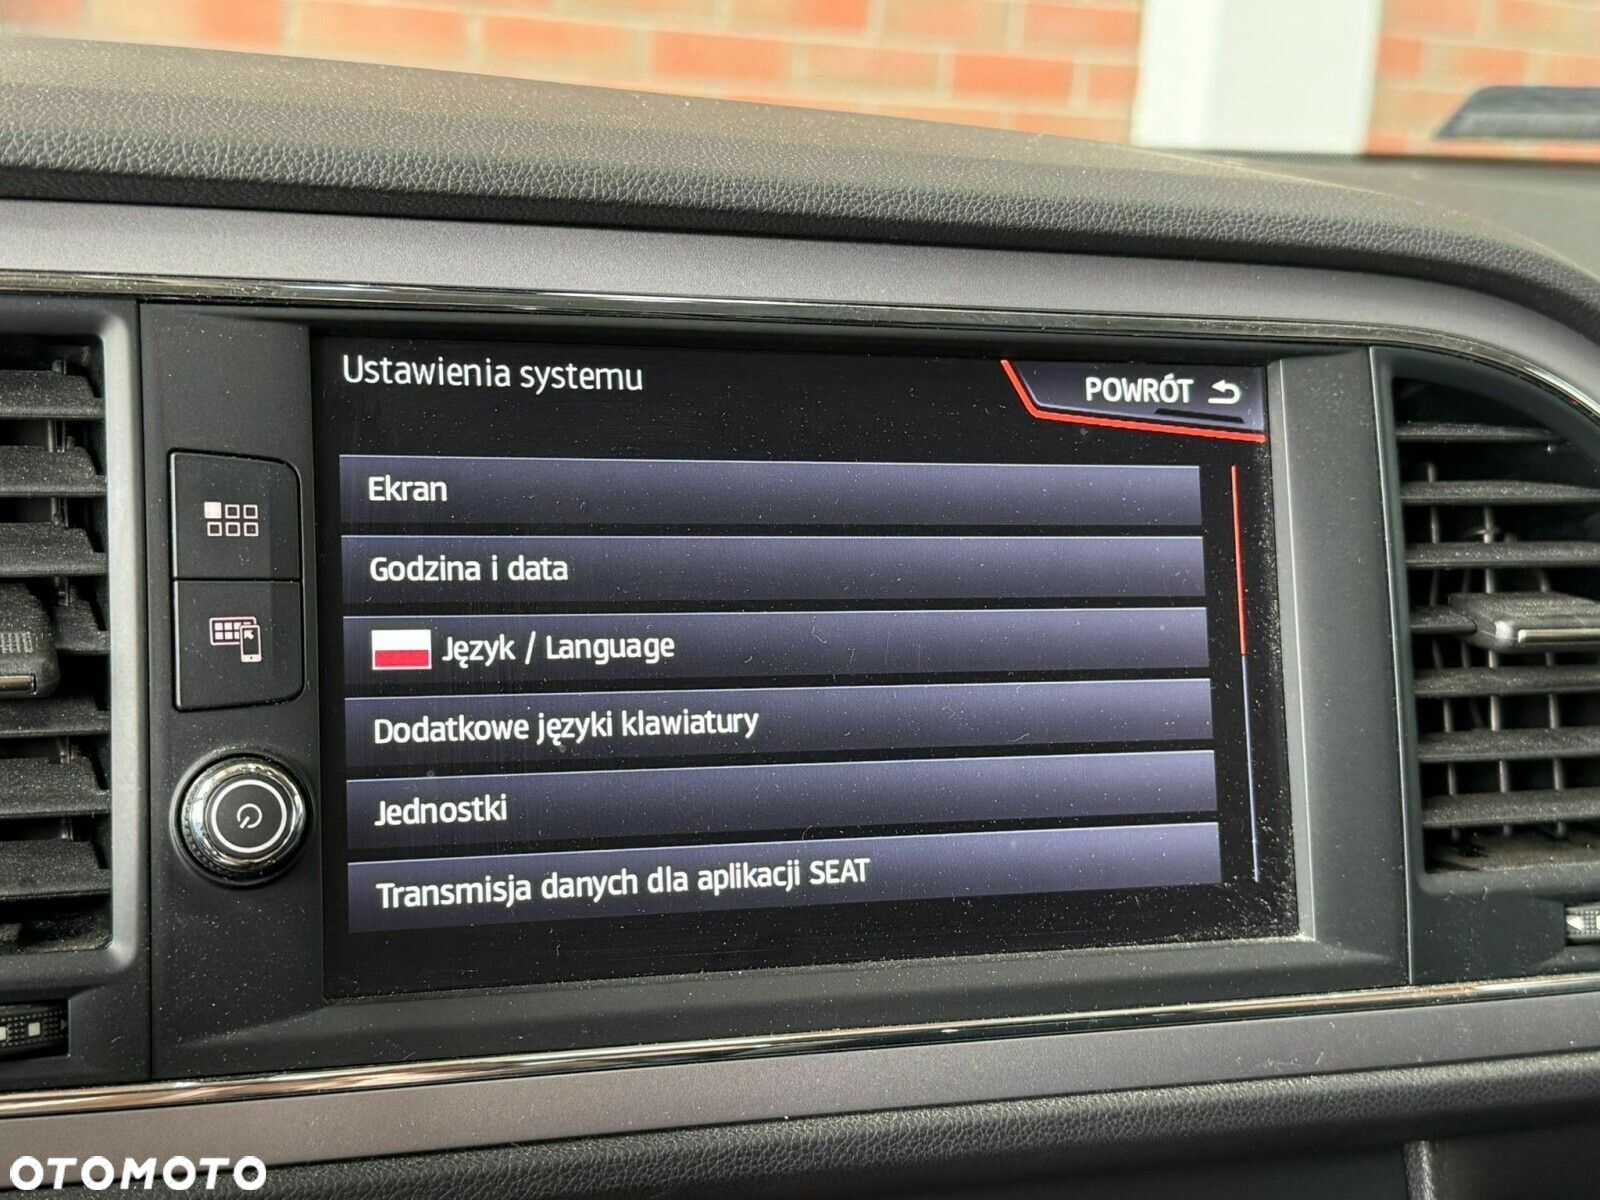 Ustawienia systemu
POWRÓT
Ekran
Godzina i data
Język / Language
Dodatkowe języki klawiatury
Jednostki
Transmisja danych dla aplikacji SEAT
OTOMOTO